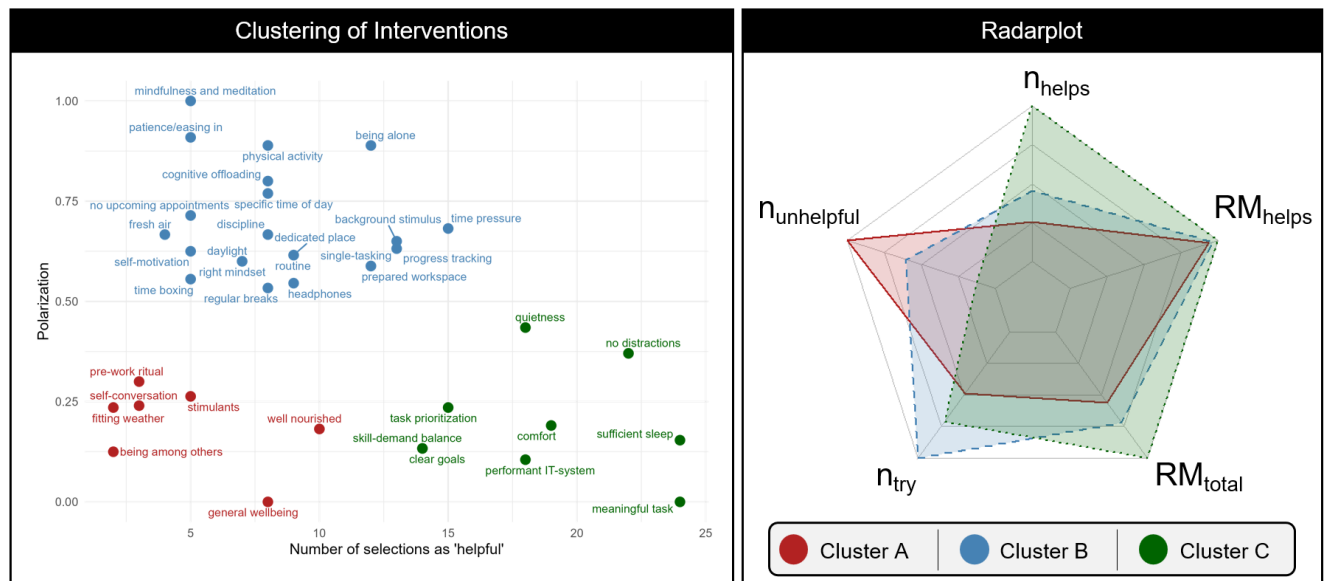 Clustering of Interventions
Polarization
1.00
0.75
0.50
0.25
0.00
mindfulness and meditation
patience/easing in
being alone
physical activity
cognitive offloading
specific time of day
no upcoming appointments
fresh air
discipline
background stimulus
time pressure
dedicated place
self-motivation
daylight
single-tasking
progress tracking
right mindset
routine
prepared workspace
time boxing
regular breaks
headphones
quietness
no distractions
pre-work ritual
self-conversation
stimulants
fitting weather
well nourished
task prioritization
skill-demand balance
comfort
sufficient sleep
being among others
clear goals
performant IT-system
general wellbeing
meaningful task
5
10
15
20
25
Number of selections as 'helpful'
Radarplot
nhelps
nunhelpful
RMhelps
ntry
RMtotal
Cluster A
Cluster B
Cluster C